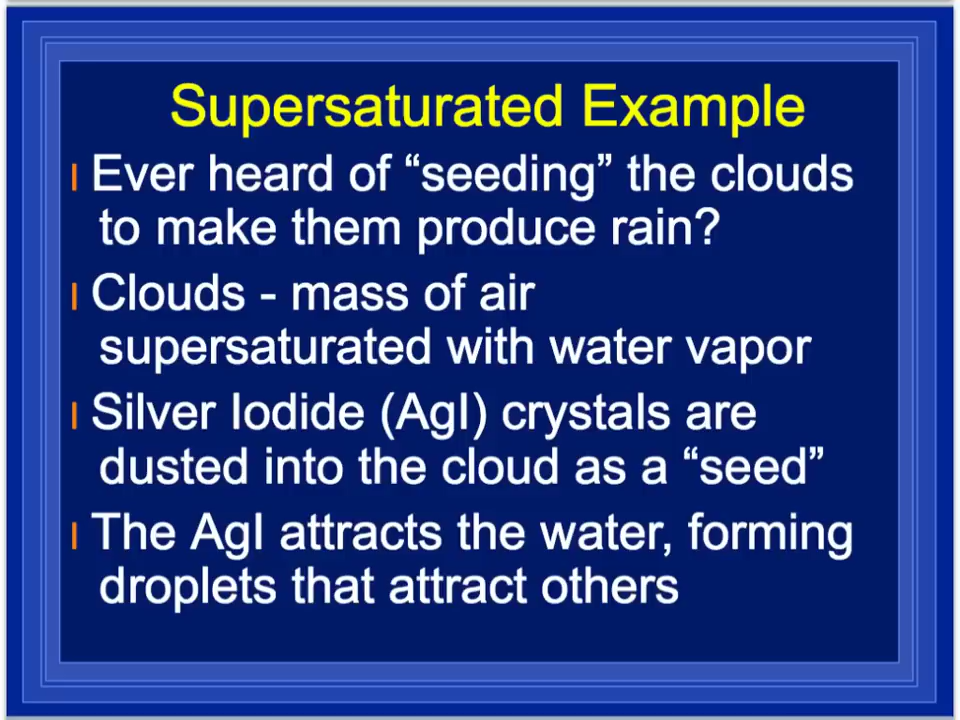 Supersaturated Example
Ever heard of “seeding” the clouds
to make them produce rain?
Clouds - mass of air
supersaturated with water vapor
Silver Iodide (AgI) crystals are
dusted into the cloud as a “seed”
The AgI attracts the water, forming
droplets that attract others